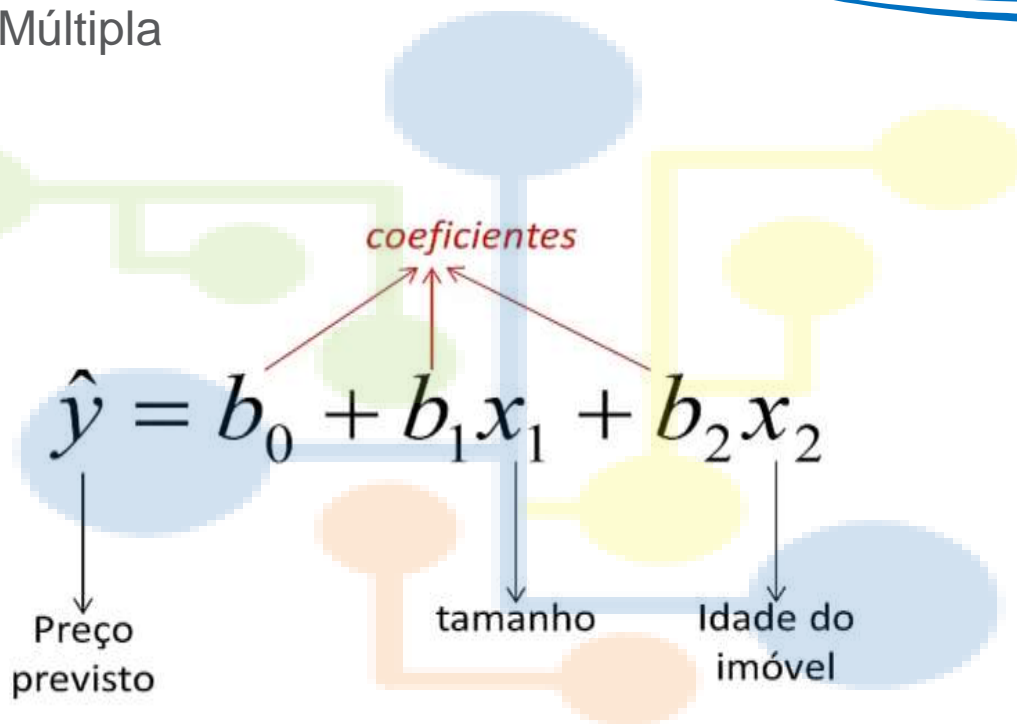 Múltipla
coeficientes
ŷ = b₀ + b₁x₁ + b₂x₂
Preço
previsto
tamanho
Idade do
imóvel